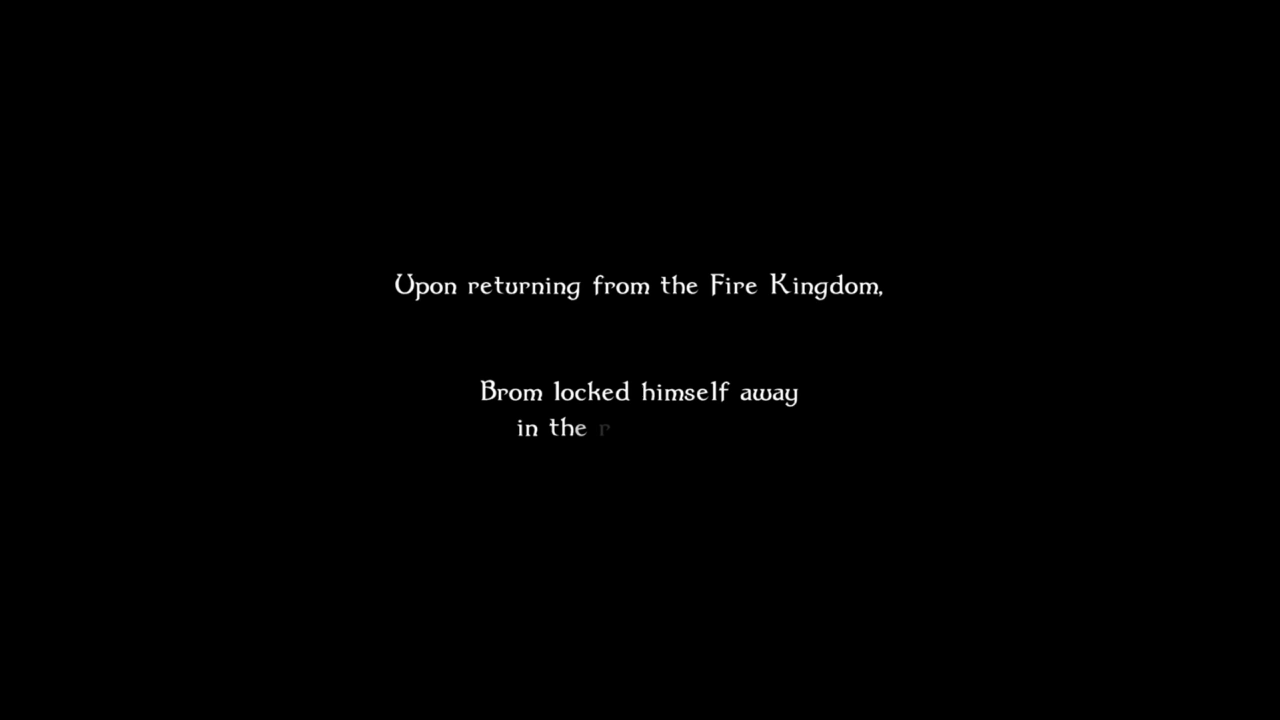 Upon returning from the Fire Kingdom,
Brom locked himself away
in the r